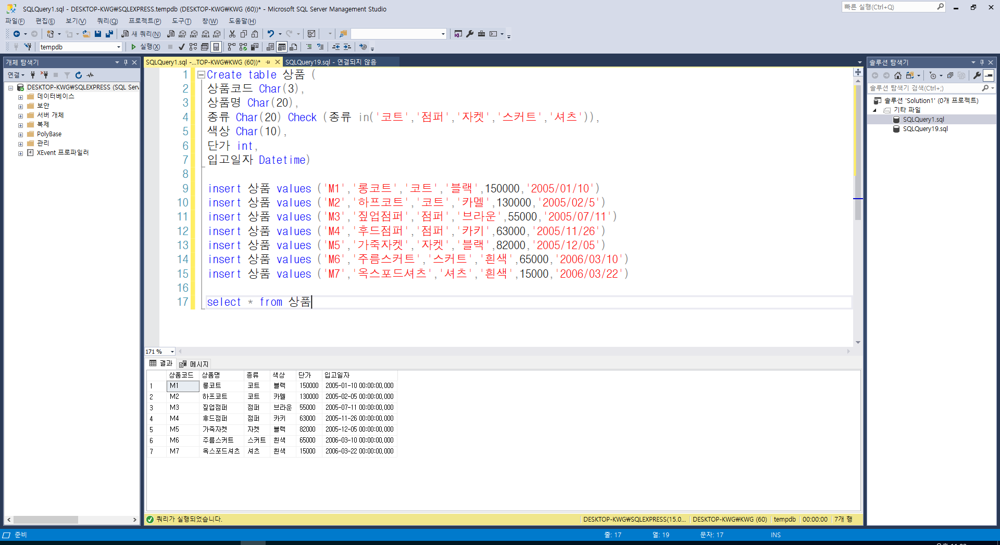 SQLQuery1.sql - DESKTOP-KWG₩SQLEXPRESS.tempdb (DESKTOP-KWG₩KWG (60))* - Microsoft SQL Server Management Studio
빠른 실행(Ctrl+Q)
파일(F) 편집(E) 보기(V) 쿼리(Q) 프로젝트(P) 도구(T) 창(W) 도움말(H)
새 쿼리(N) MDX DMX XMLA DAX
tempdb 실행(X)
개체 탐색기
SQLQuery1.sql -...TOP-KWG₩KWG (60))* SQLQuery19.sql - 연결되지 않음
솔루션 탐색기
연결
DESKTOP-KWG₩SQLEXPRESS (SQL Serv
데이터베이스
보안
서버 개체
복제
PolyBase
관리
XEvent 프로파일러
1 Create table 상품 (
2 상품코드 Char(3),
3 상품명 Char(20),
4 종류 Char(20) Check (종류 in('코트','점퍼','자켓','스커트','셔츠')),
5 색상 Char(10),
6 단가 int,
7 입고일자 Datetime)
8
9 insert 상품 values ('M1','롱코트','코트','블랙',150000,'2005/01/10')
10 insert 상품 values ('M2','하프코트','코트','카멜',130000,'2005/02/5')
11 insert 상품 values ('M3','짚업점퍼','점퍼','브라운',55000,'2005/07/11')
12 insert 상품 values ('M4','후드점퍼','점퍼','카키',63000,'2005/11/26')
13 insert 상품 values ('M5','가죽자켓','자켓','블랙',82000,'2005/12/05')
14 insert 상품 values ('M6','주름스커트','스커트','흰색',65000,'2006/03/10')
15 insert 상품 values ('M7','옥스포드셔츠','셔츠','흰색',15000,'2006/03/22')
16
17 select * from 상품
솔루션 탐색기 검색(Ctrl+;)
솔루션 'Solution1' (0개 프로젝트)
기타 파일
SQLQuery1.sql
SQLQuery19.sql
171 %
결과 메시지
상품코드 상품명 종류 색상 단가 입고일자
1 M1 롱코트 코트 블랙 150000 2005-01-10 00:00:00.000
2 M2 하프코트 코트 카멜 130000 2005-02-05 00:00:00.000
3 M3 짚업점퍼 점퍼 브라운 55000 2005-07-11 00:00:00.000
4 M4 후드점퍼 점퍼 카키 63000 2005-11-26 00:00:00.000
5 M5 가죽자켓 자켓 블랙 82000 2005-12-05 00:00:00.000
6 M6 주름스커트 스커트 흰색 65000 2006-03-10 00:00:00.000
7 M7 옥스포드셔츠 셔츠 흰색 15000 2006-03-22 00:00:00.000
쿼리가 실행되었습니다. DESKTOP-KWG₩SQLEXPRESS(15.0... DESKTOP-KWG₩KWG (60) tempdb 00:00:00 7개 행
준비 줄: 17 열: 19 문자: 17 INS